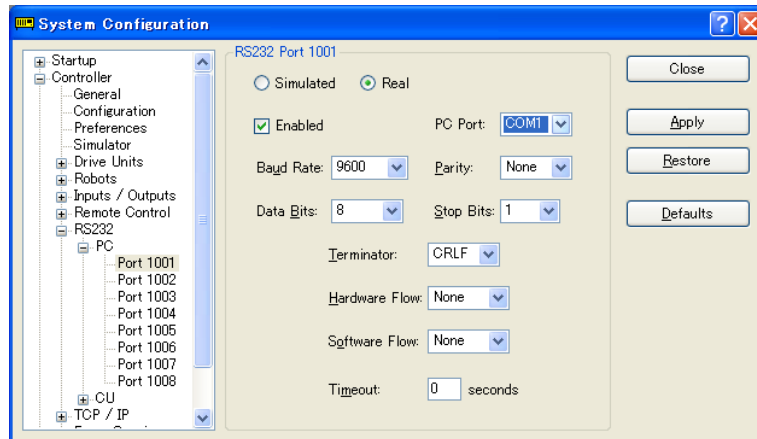 System Configuration
Startup
Controller
General
Configuration
Preferences
Simulator
Drive Units
Robots
Inputs / Outputs
Remote Control
RS232
PC
Port 1001
Port 1002
Port 1003
Port 1004
Port 1005
Port 1006
Port 1007
Port 1008
CU
TCP / IP
RS232 Port 1001
Simulated Real
Enabled PC Port: COM1
Baud Rate: 9600 Parity: None
Data Bits: 8 Stop Bits: 1
Terminator: CRLF
Hardware Flow: None
Software Flow: None
Timeout: 0 seconds
Close
Apply
Restore
Defaults